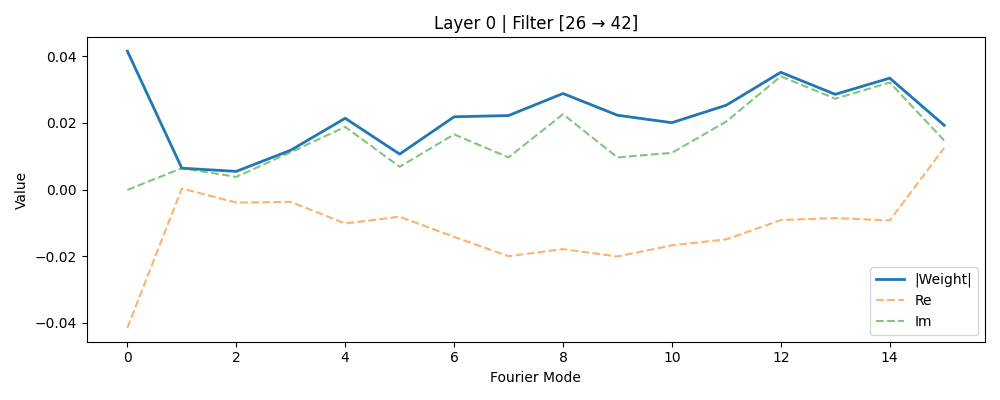 Layer 0 | Filter [26 → 42]
0.04
0.02
0.00
−0.02
−0.04
Value
0 2 4 6 8 10 12 14
Fourier Mode
|Weight|
Re
Im